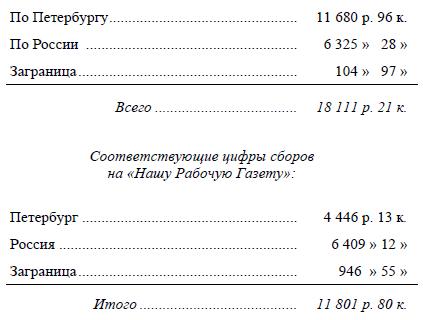 По Петербургу................................................ 11 680 р. 96 к.
По России ...................................................... 6 325 » 28 »
Заграница........................................................ 104 » 97 »
Всего ..................................... 18 111 р. 21 к.
Соответствующие цифры сборов
на «Нашу Рабочую Газету»:
Петербург ....................................................... 4 446 р. 13 к.
Россия ............................................................. 6 409 » 12 »
Заграница........................................................ 946 » 55 »
Итого ......................................... 11 801 р. 80 к.